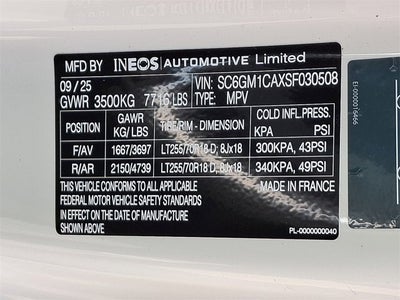 MFD BY INEOS AUTOMOTIVE Limited
09 / 25 VIN: SC6GM1CAXSF030508
GVWR 3500KG 7716 LBS TYPE: MPV
POSITION GAWR KG/LBS TIRE/RIM - DIMENSION COLD INFL.PRESS. KPA PSI
F/AV 1667/3697 LT255/70R18 D; 8Jx18 300KPA, 43PSI
R/AR 2150/4739 LT255/70R18 D; 8Jx18 340KPA, 49PSI
THIS VEHICLE CONFORMS TO ALL APPLICABLE MADE IN FRANCE
FEDERAL MOTOR VEHICLE SAFETY STANDARDS
IN EFFECT ON THE DATE OF MANUFACTURE
SHOWN ABOVE PL-0000000040
EI-0000016466